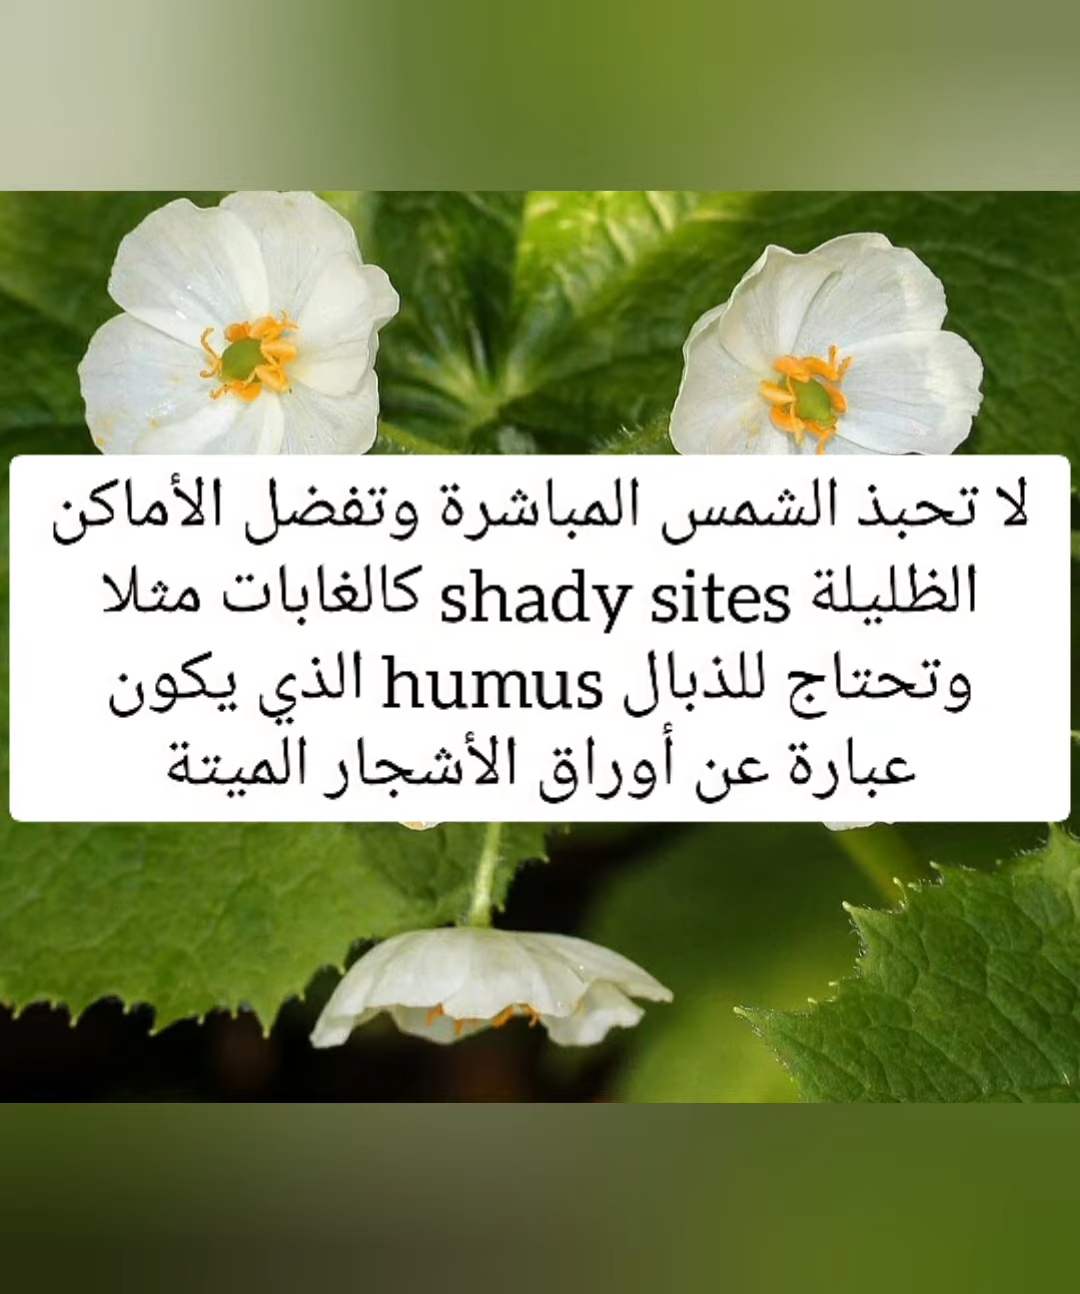 لا تحبذ الشمس المباشرة وتفضل الأماكن
الظليلة shady sites كالغابات مثلا
وتحتاج للذبال humus الذي يكون
عبارة عن أوراق الأشجار الميتة